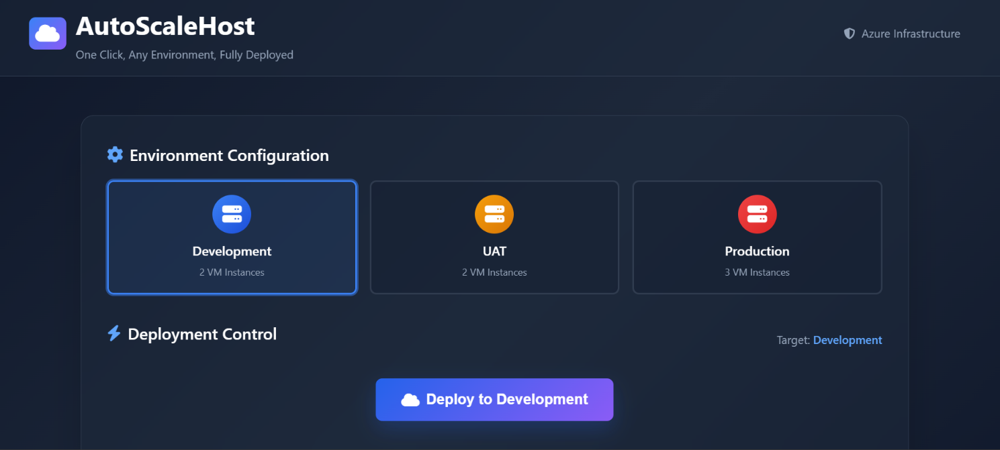 AutoScaleHost
One Click, Any Environment, Fully Deployed
Azure Infrastructure
Environment Configuration
Development
2 VM Instances
UAT
2 VM Instances
Production
3 VM Instances
Deployment Control
Target: Development
Deploy to Development